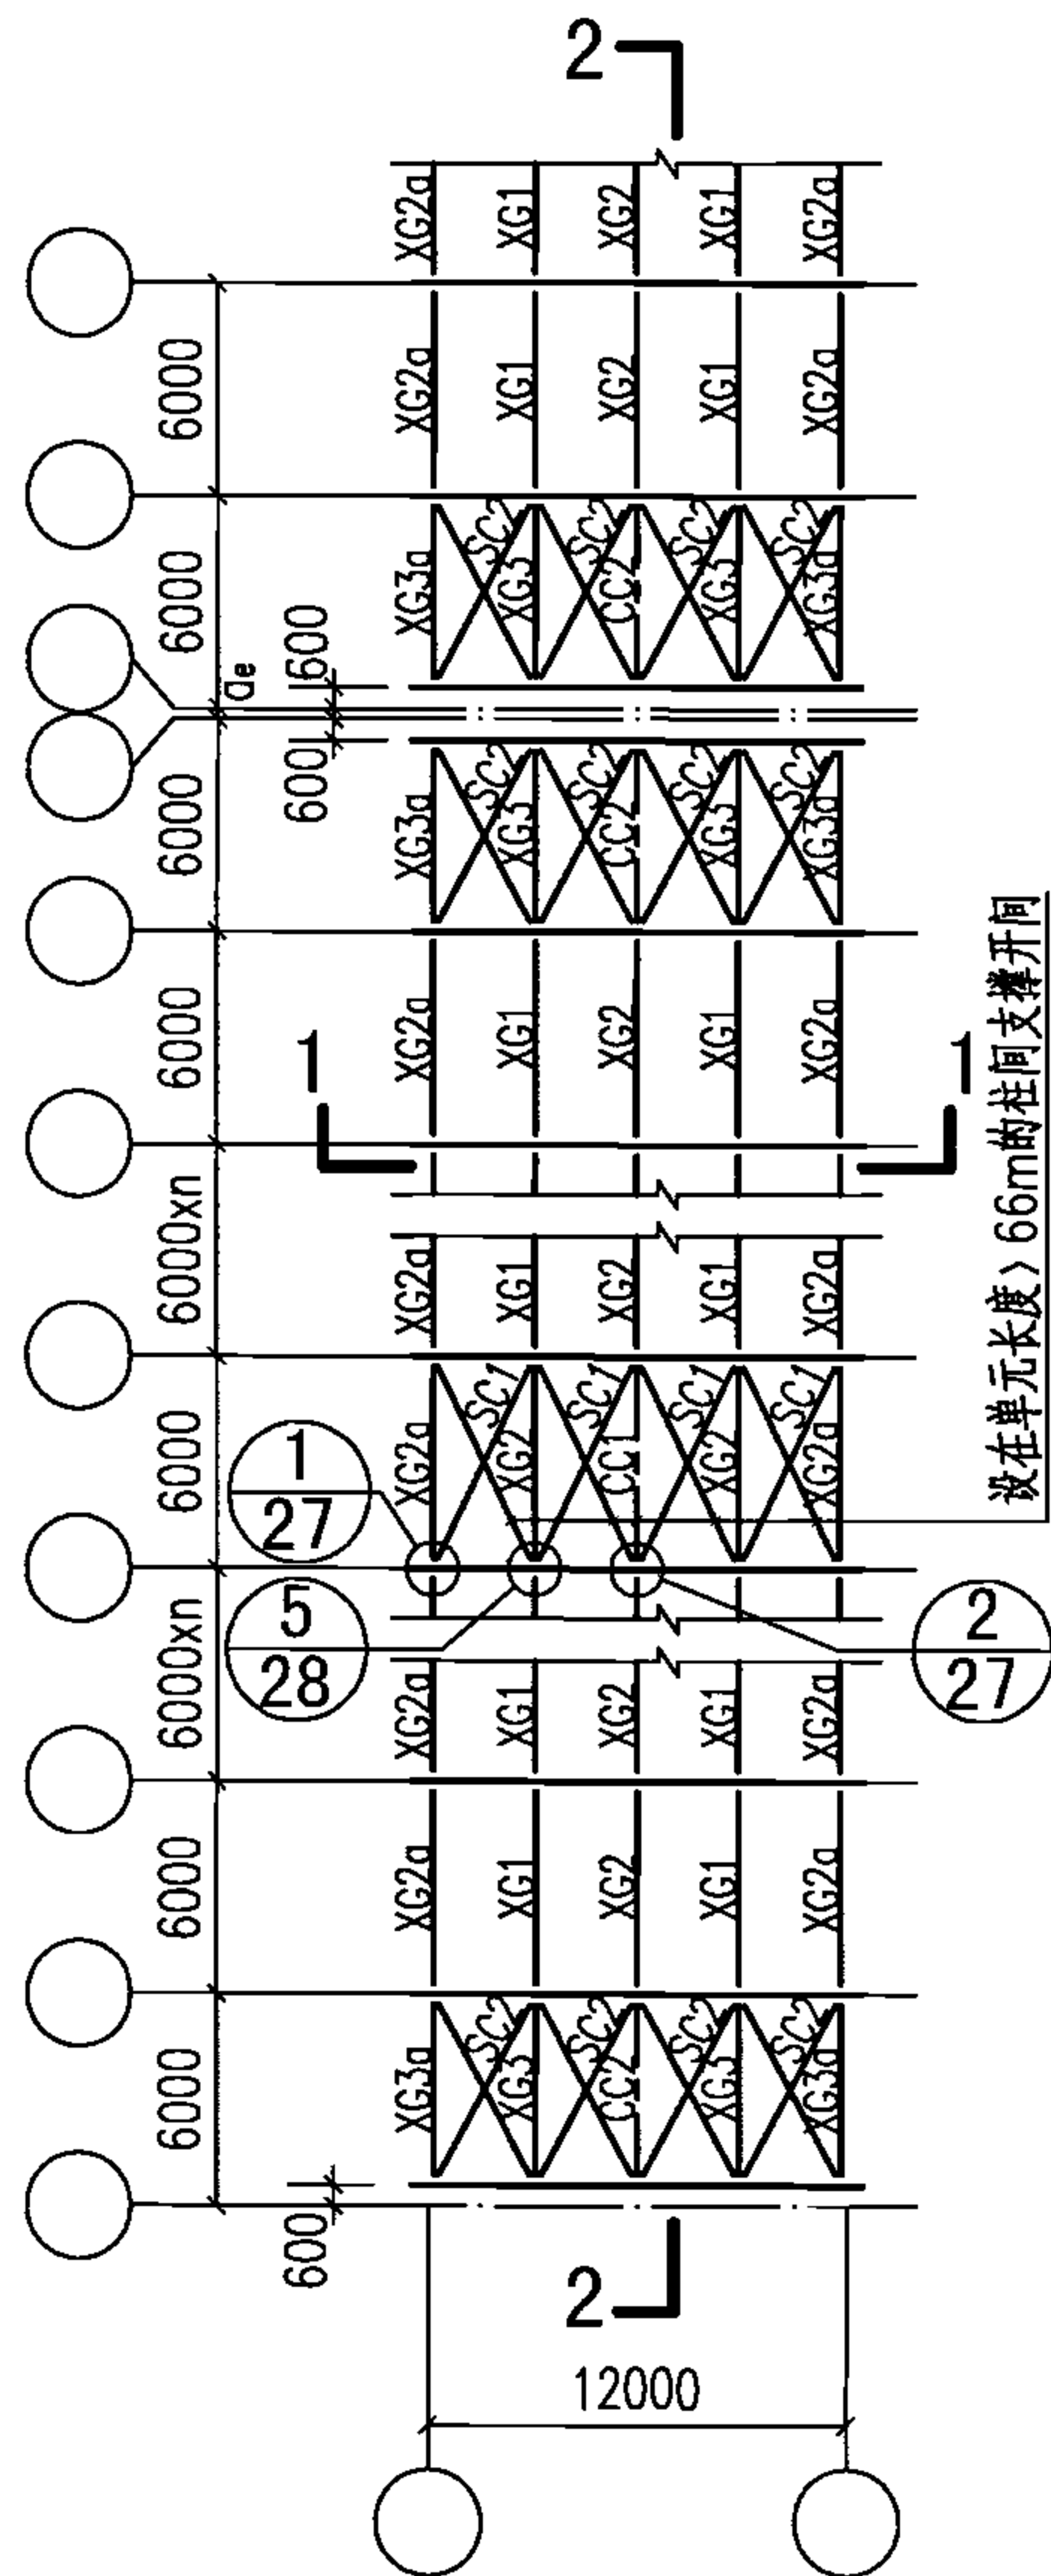 2
XG2a XG1 XG2 XG1 XG2a
6000
XG2a XG1 XG2 XG1 XG2a
6000
SC2 SC2 SC2 SC2
XG3a XG3 CC2 XG3 XG3a
aₑ
600
600
6000
SC2 SC2 SC2 SC2
XG3a XG3 CC2 XG3 XG3a
6000
XG2a XG1 XG2 XG1 XG2a
1 1
6000xn
XG2a XG1 XG2 XG1 XG2a
6000
SC1 SC1 SC1 SC1
XG2a XG2 CC1 XG2 XG2a
设在单元长度>66m的柱间支撑开间
1
27
5
28
2
27
6000xn
XG2a XG1 XG2 XG1 XG2a
6000
XG2a XG1 XG2 XG1 XG2a
6000
SC2 SC2 SC2 SC2
XG3a XG3 CC2 XG3 XG3a
600
2
12000